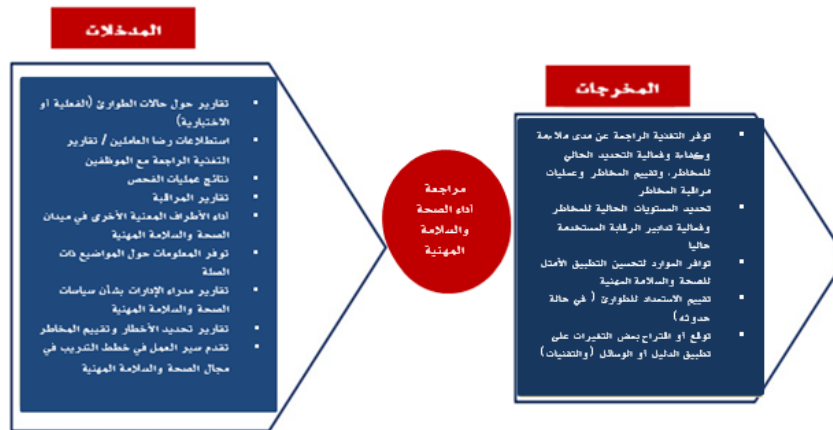 المدخلات
تقارير حول حالات الطوارئ (الفعلية أو
الاختبارية)
استطلاعات رضا العاملين / تقارير
التغذية الراجعة مع الموظفين
نتائج عمليات الفحص
تقارير المراقبة
أداء الأطراف المعنية الأخرى في ميدان
الصحة والسلامة المهنية
توفر المعلومات حول المواضيع ذات
الصلة
تقارير مدراء الإدارات بشأن سياسات
الصحة والسلامة المهنية
تقارير تحديد الأخطار وتقييم المخاطر
تقدم سير العمل في خطط التدريب في
مجال الصحة والسلامة المهنية
مراجعة
أداء الصحة
والسلامة
المهنية
المخرجات
توفر التغذية الراجعة عن مدى ملاءمة
وكفاءة وفعالية التحديد الحالي
للمخاطر، وتقييم المخاطر وعمليات
مراقبة المخاطر
تحديد المستويات الحالية للمخاطر
وفعالية تدابير الرقابة المستخدمة
حاليا
توافر الموارد لتحسين التطبيق الأمثل
للصحة والسلامة المهنية
تقييم الاستعداد للطوارئ ( في حالة
حدوثه)
توقع أو اقتراح بعض التغيرات على
تطبيق الدليل أو الوسائل (والتقنيات)